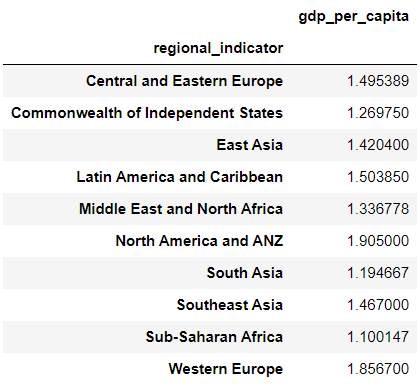 gdp_per_capita
regional_indicator
Central and Eastern Europe 1.495389
Commonwealth of Independent States 1.269750
East Asia 1.420400
Latin America and Caribbean 1.503850
Middle East and North Africa 1.336778
North America and ANZ 1.905000
South Asia 1.194667
Southeast Asia 1.467000
Sub-Saharan Africa 1.100147
Western Europe 1.856700